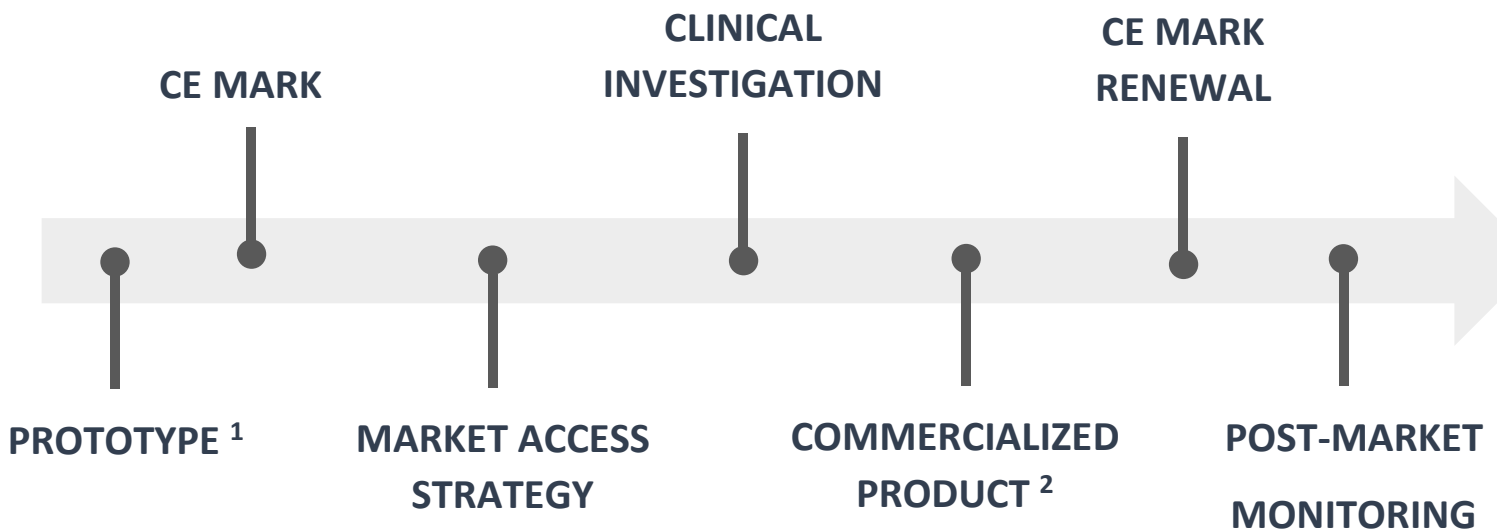 CLINICAL
INVESTIGATION
CE MARK
RENEWAL
CE MARK
PROTOTYPE ¹
MARKET ACCESS
STRATEGY
COMMERCIALIZED
PRODUCT ²
POST-MARKET
MONITORING